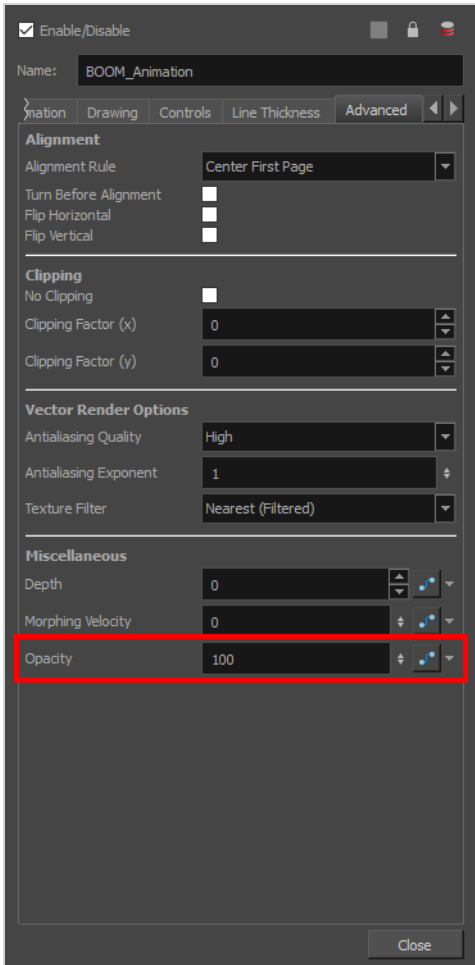 Enable/Disable
Name: BOOM_Animation
mation Drawing Controls Line Thickness Advanced
Alignment
Alignment Rule Center First Page
Turn Before Alignment
Flip Horizontal
Flip Vertical
Clipping
No Clipping
Clipping Factor (x) 0
Clipping Factor (y) 0
Vector Render Options
Antialiasing Quality High
Antialiasing Exponent 1
Texture Filter Nearest (Filtered)
Miscellaneous
Depth 0
Morphing Velocity 0
Opacity 100
Close